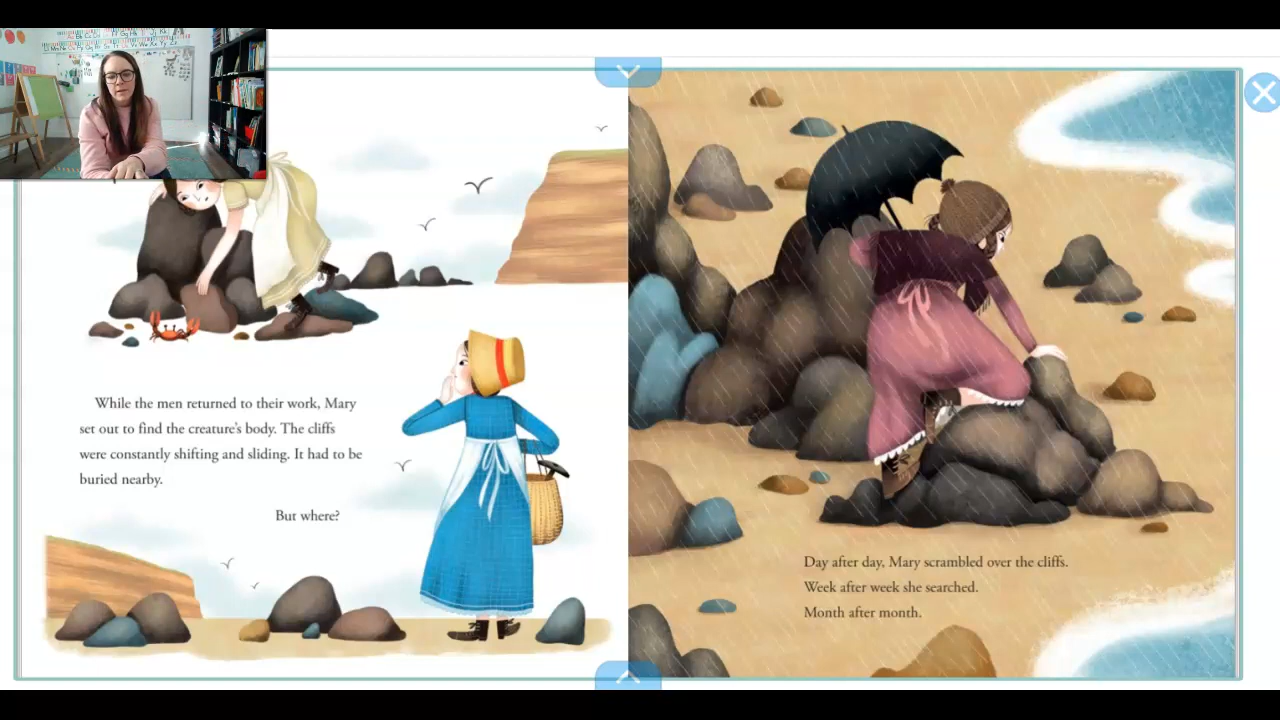 While the men returned to their work, Mary
set out to find the creature's body. The cliffs
were constantly shifting and sliding. It had to be
buried nearby.
But where?
Day after day, Mary scrambled over the cliffs.
Week after week she searched.
Month after month.